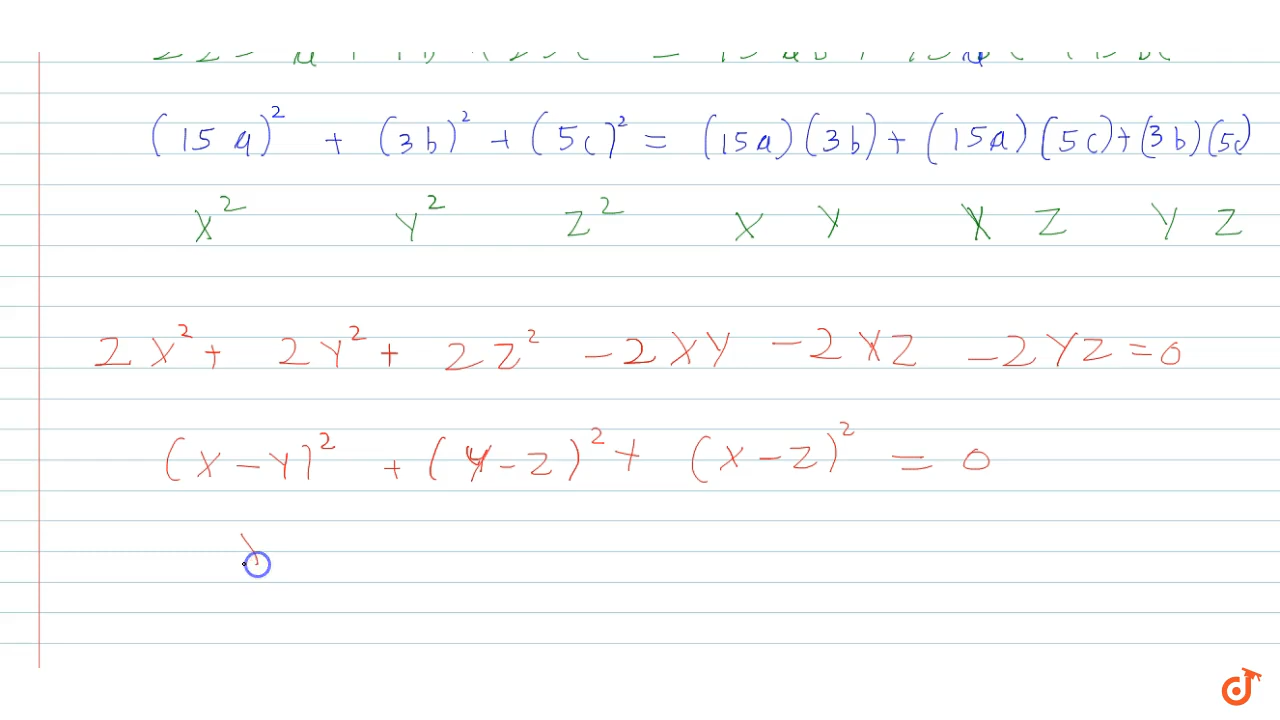 (15a)² + (3b)² + (5c)² = (15a)(3b) + (15a)(5c) + (3b)(5c)
X² Y² Z² X Y X Z Y Z
2X² + 2Y² + 2Z² - 2XY - 2XZ - 2YZ = 0
(X - Y)² + (Y - Z)² + (X - Z)² = 0